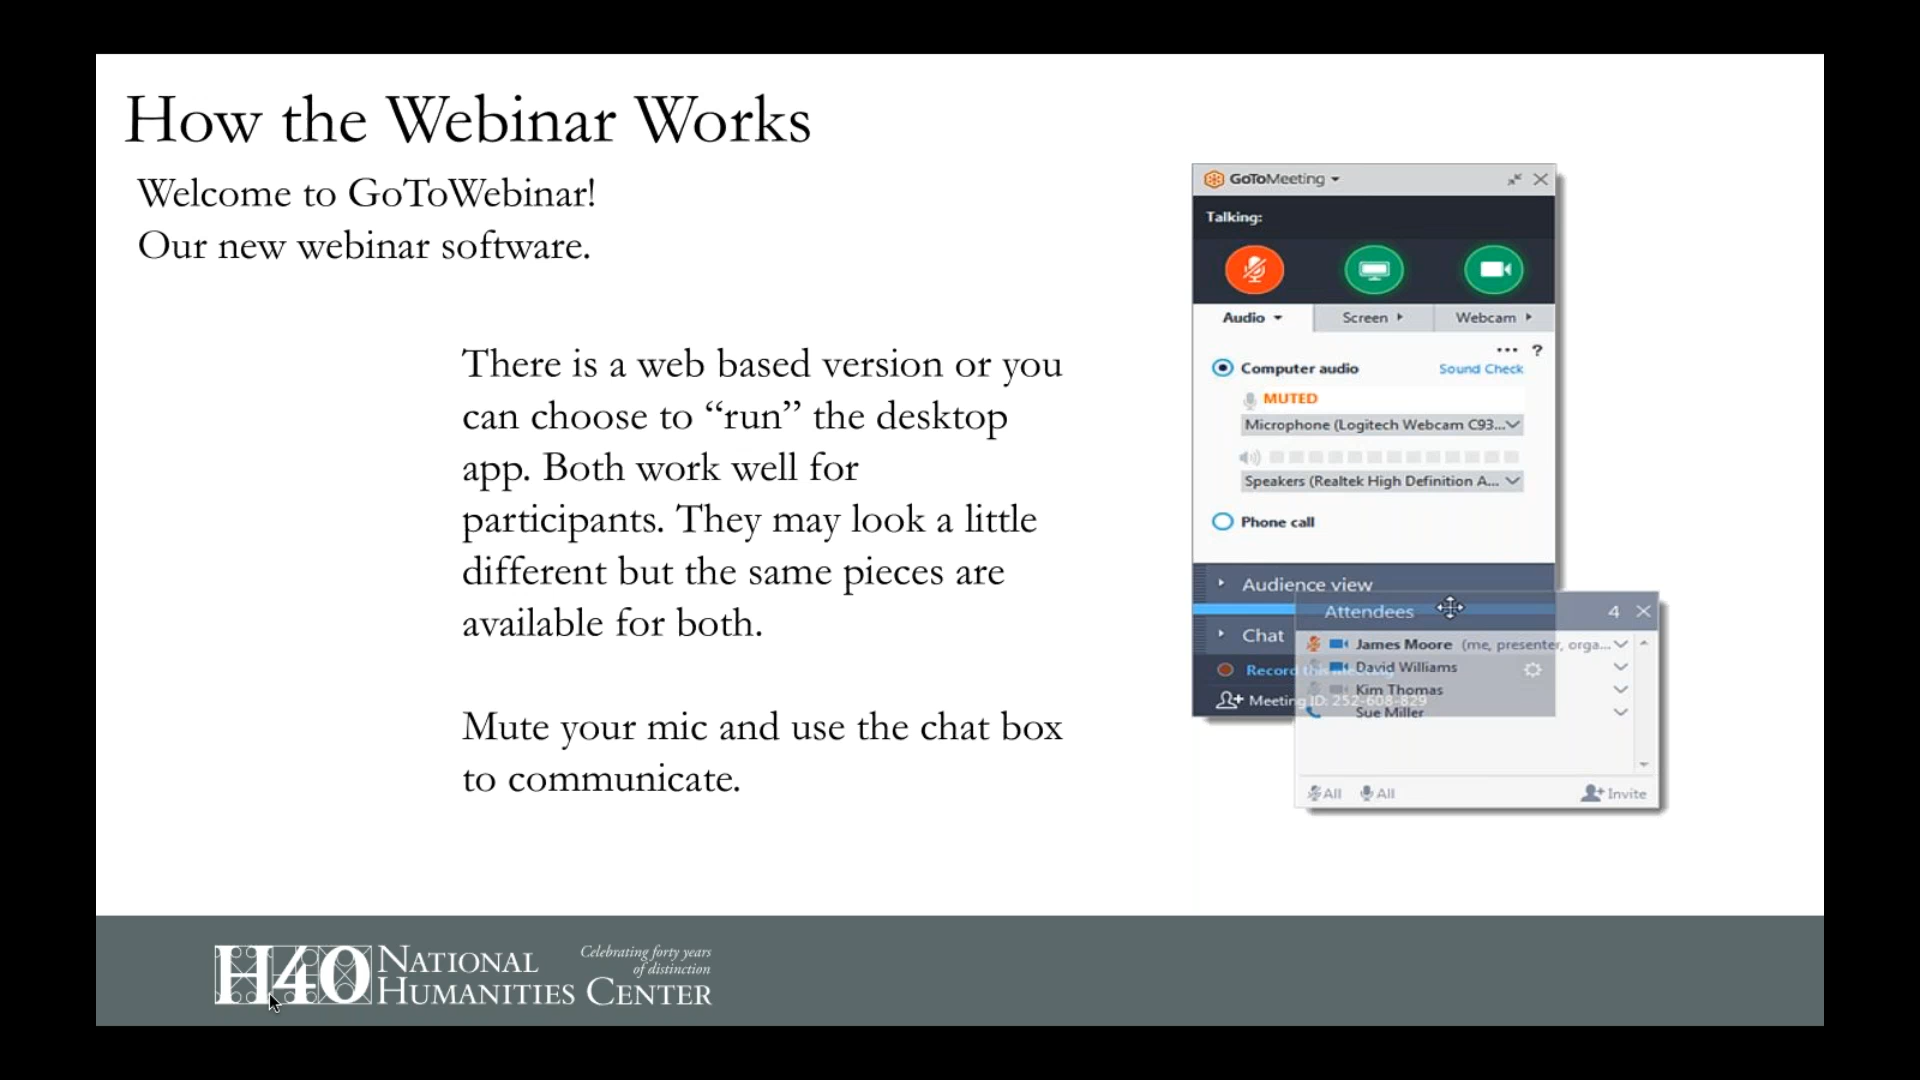 How the Webinar Works
Welcome to GoToWebinar!
Our new webinar software.
There is a web based version or you
can choose to “run” the desktop
app. Both work well for
participants. They may look a little
different but the same pieces are
available for both.
Mute your mic and use the chat box
to communicate.
GoToMeeting
Talking:
Audio Screen Webcam
... ?
Computer audio Sound Check
MUTED
Microphone (Logitech Webcam C93...
Speakers (Realtek High Definition A...
Phone call
Audience view
Attendees 4
Chat
James Moore (me, presenter, orga...
David Williams
Record this meeting
Kim Thomas
Meeting ID: 252-608-829
Sue Miller
All All Invite
H40 NATIONAL HUMANITIES CENTER
Celebrating forty years
of distinction